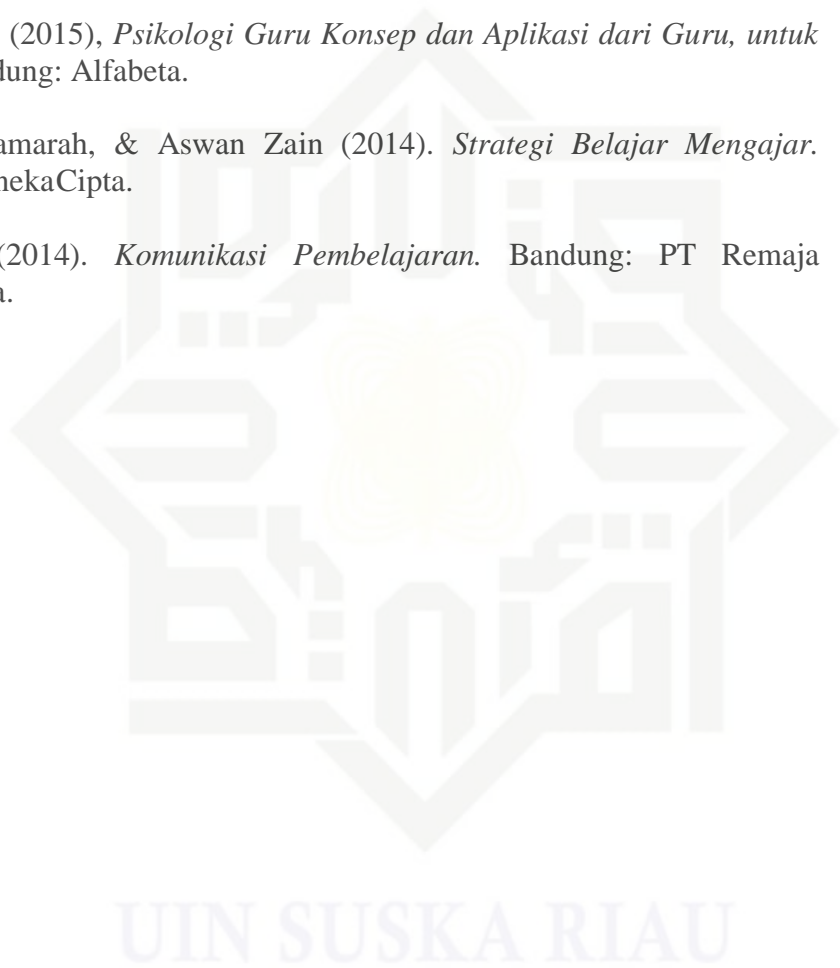 (2015), Psikologi Guru Konsep dan Aplikasi dari Guru, untuk
dung: Alfabeta.
amarah, & Aswan Zain (2014). Strategi Belajar Mengajar.
nekaCipta.
(2014). Komunikasi Pembelajaran. Bandung: PT Remaja
a.
UIN SUSKA RIAU